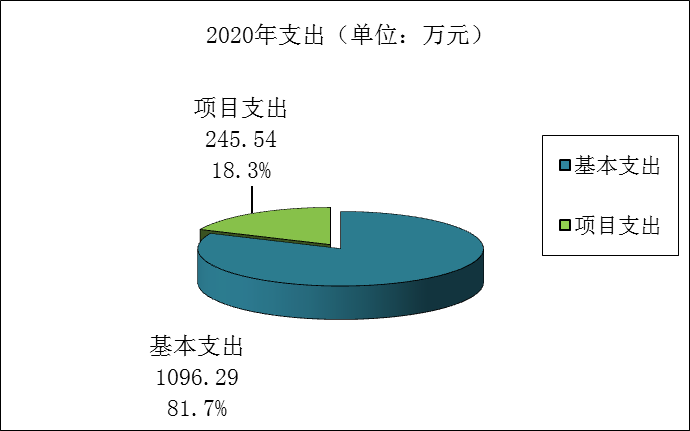 2020年支出（单位：万元）
项目支出
245.54
18.3%
基本支出
项目支出
基本支出
1096.29
81.7%